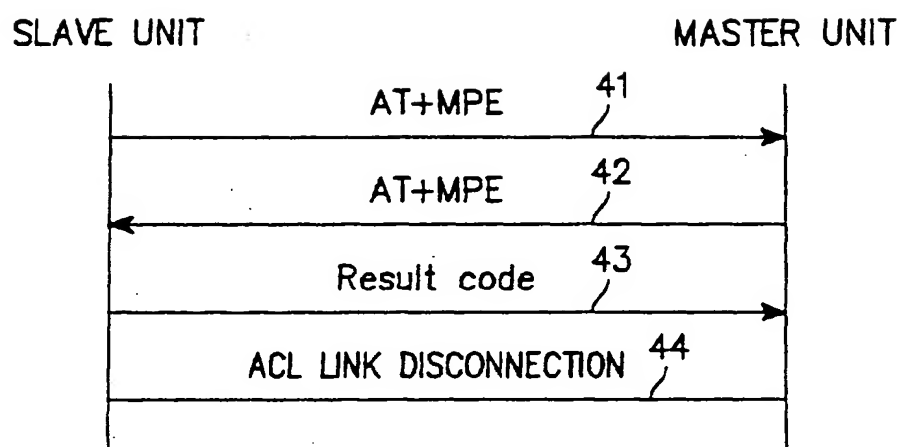 SLAVE UNIT
MASTER UNIT
AT+MPE
41
AT+MPE
42
Result code
43
ACL LINK DISCONNECTION
44